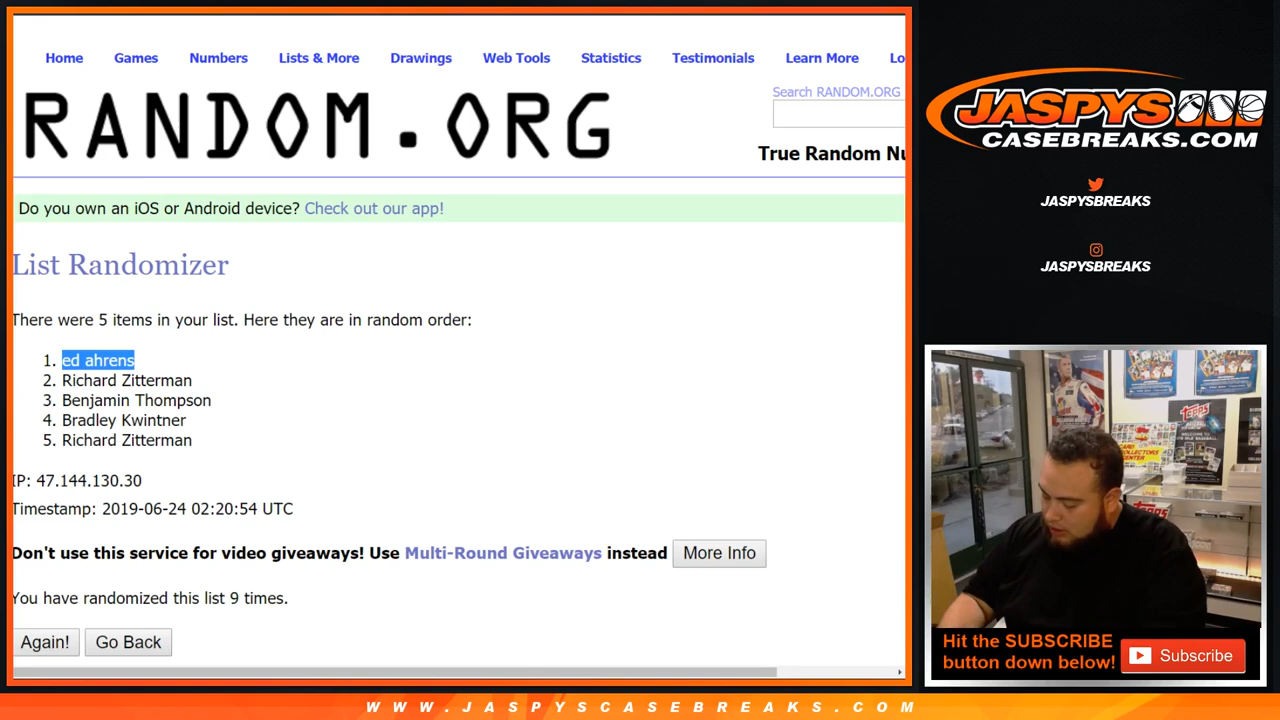 Home Games Numbers Lists & More Drawings Web Tools Statistics Testimonials Learn More Lo
Search RANDOM.ORG
RANDOM.ORG
True Random Nu
Do you own an iOS or Android device? Check out our app!
List Randomizer
There were 5 items in your list. Here they are in random order:
1. ed ahrens
2. Richard Zitterman
3. Benjamin Thompson
4. Bradley Kwintner
5. Richard Zitterman
IP: 47.144.130.30
Timestamp: 2019-06-24 02:20:54 UTC
Don't use this service for video giveaways! Use Multi-Round Giveaways instead More Info
You have randomized this list 9 times.
Again! Go Back
JASPYS
CASEBREAKS.COM
JASPYSBREAKS
JASPYSBREAKS
Topps
Topps
Hit the SUBSCRIBE
button down below!
Subscribe
WWW.JASPYSCASEBREAKS.COM